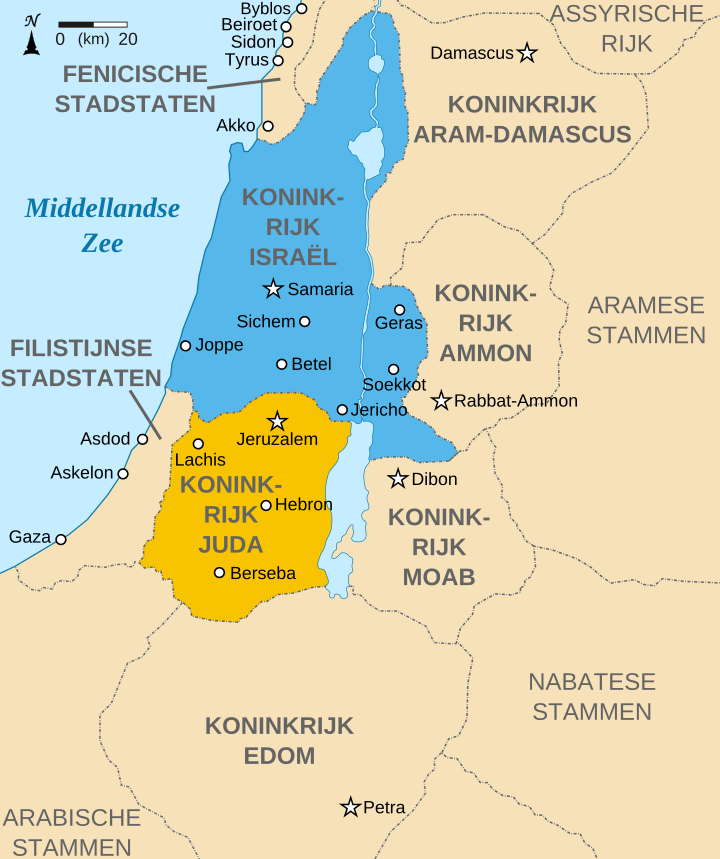 N
0 (km) 20
Byblos
Beiroet
Sidon
Tyrus
ASSYRISCHE
RIJK
Damascus
FENICISCHE
STADSTATEN
KONINKRIJK
ARAM-DAMASCUS
Akko
Middellandse
Zee
KONINK-
RIJK
ISRAËL
Samaria
KONINK-
RIJK
AMMON
ARAMESE
STAMMEN
Sichem
Geras
Joppe
FILISTIJNSE
STADSTATEN
Betel
Soekkot
Rabbat-Ammon
Jericho
Asdod
Jeruzalem
Lachis
Askelon
Dibon
KONINK-
RIJK
JUDA
Hebron
KONINK-
RIJK
MOAB
Gaza
Berseba
NABATESE
STAMMEN
KONINKRIJK
EDOM
Petra
ARABISCHE
STAMMEN